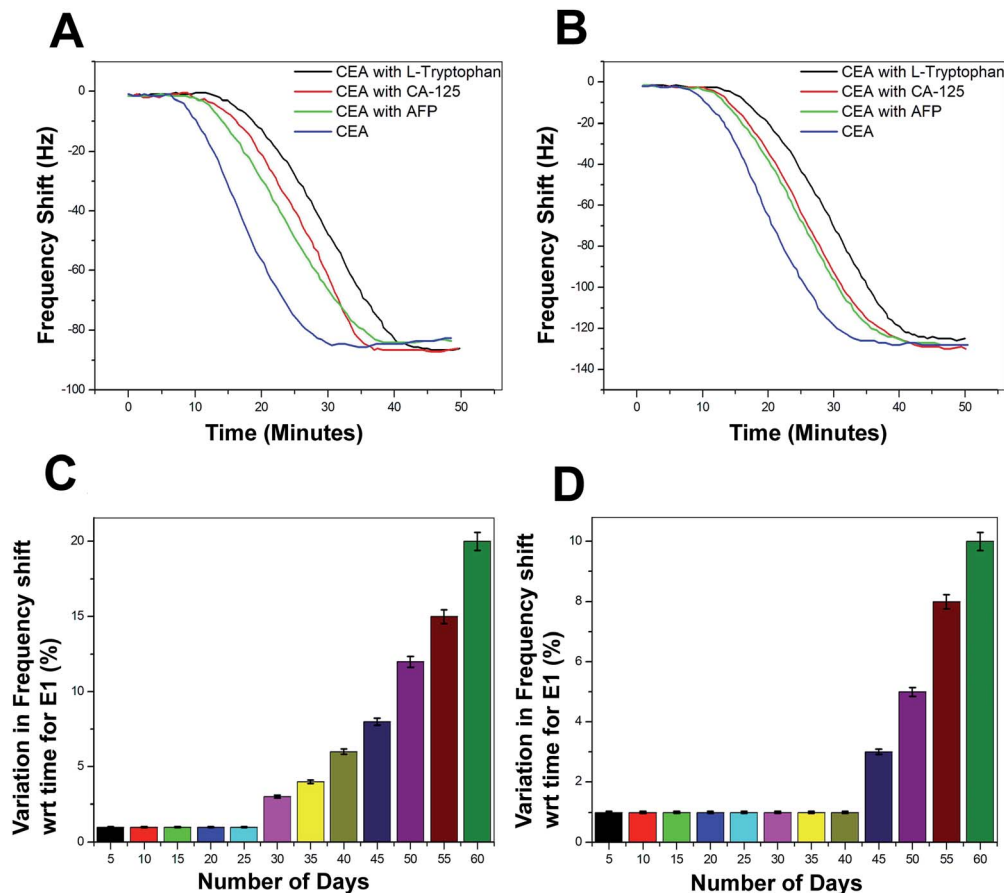 A
CEA with L-Tryptophan
CEA with CA-125
CEA with AFP
CEA
0
-20
-40
-60
-80
-100
Frequency Shift (Hz)
0 10 20 30 40 50
Time (Minutes)
B
CEA with L-Tryptophan
CEA with CA-125
CEA with AFP
CEA
0
-20
-40
-60
-80
-100
-120
-140
Frequency Shift (Hz)
0 10 20 30 40 50
Time (Minutes)
C
20
15
10
5
0
Variation in Frequency shift
wrt time for E1 (%)
5 10 15 20 25 30 35 40 45 50 55 60
Number of Days
D
10
8
6
4
2
0
Variation in Frequency shift
wrt time for E1 (%)
5 10 15 20 25 30 35 40 45 50 55 60
Number of Days